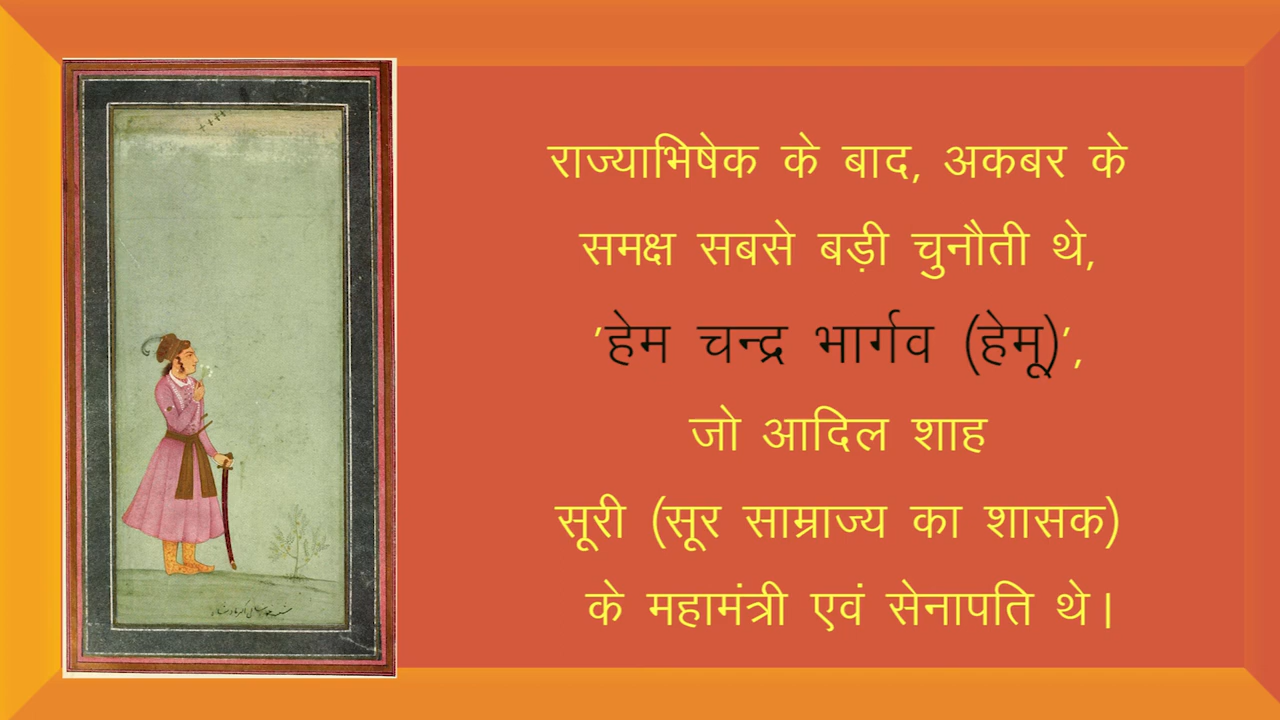 राज्याभिषेक के बाद, अकबर के
समक्ष सबसे बड़ी चुनौती थे,
'हेम चन्द्र भार्गव (हेमू)',
जो आदिल शाह
सूरी (सूर साम्राज्य का शासक)
के महामंत्री एवं सेनापति थे।